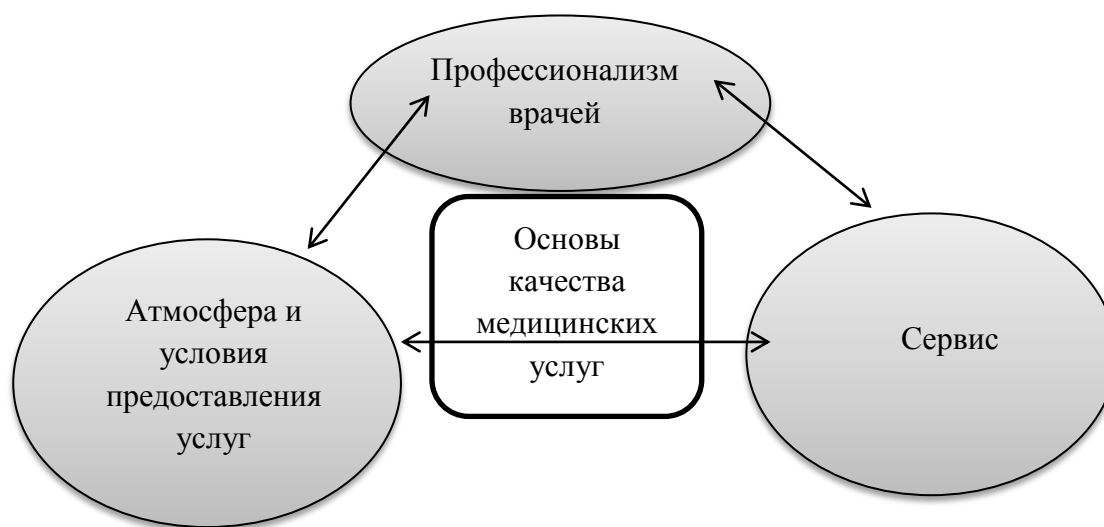 Профессионализм
врачей
Основы
качества
медицинских
услуг
Атмосфера и
условия
предоставления
услуг
Сервис